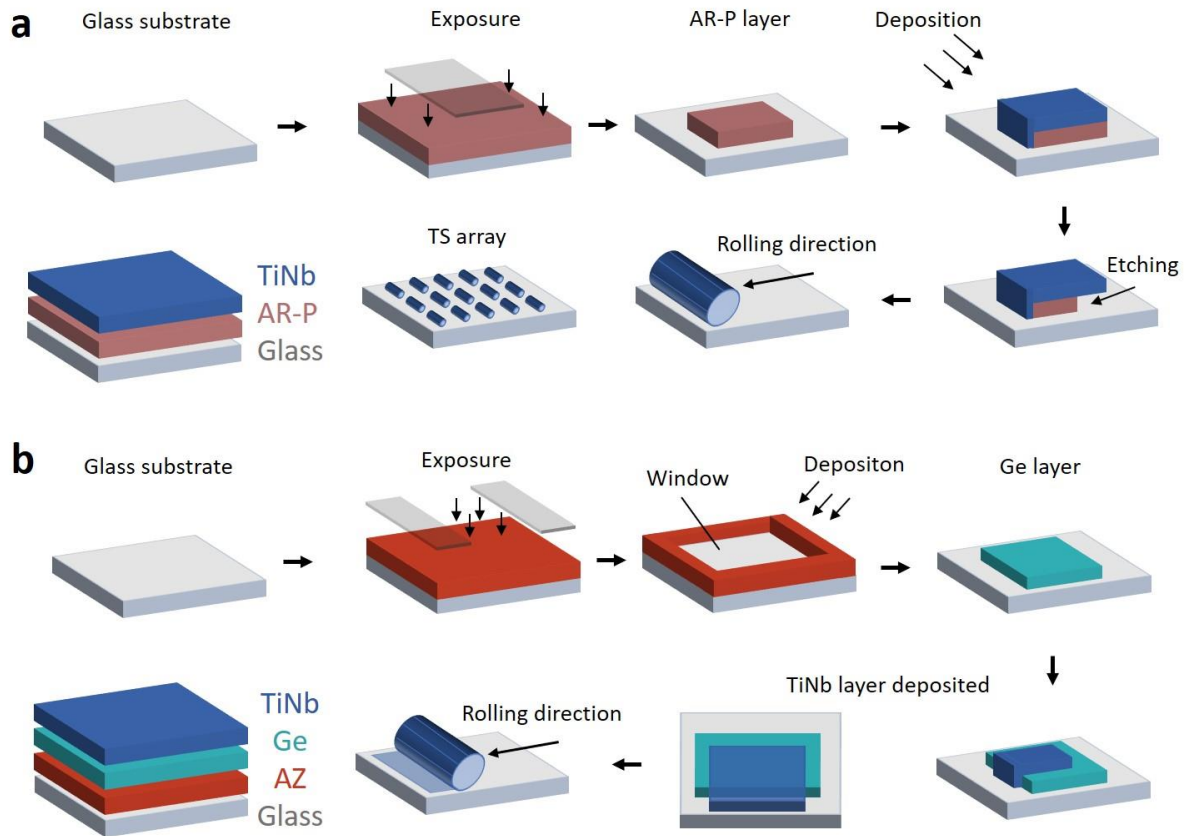 a
Glass substrate
Exposure
AR-P layer
Deposition
TiNb
AR-P
Glass
TS array
Rolling direction
Etching
b
Glass substrate
Exposure
Window
Depositon
Ge layer
TiNb
Ge
AZ
Glass
Rolling direction
TiNb layer deposited